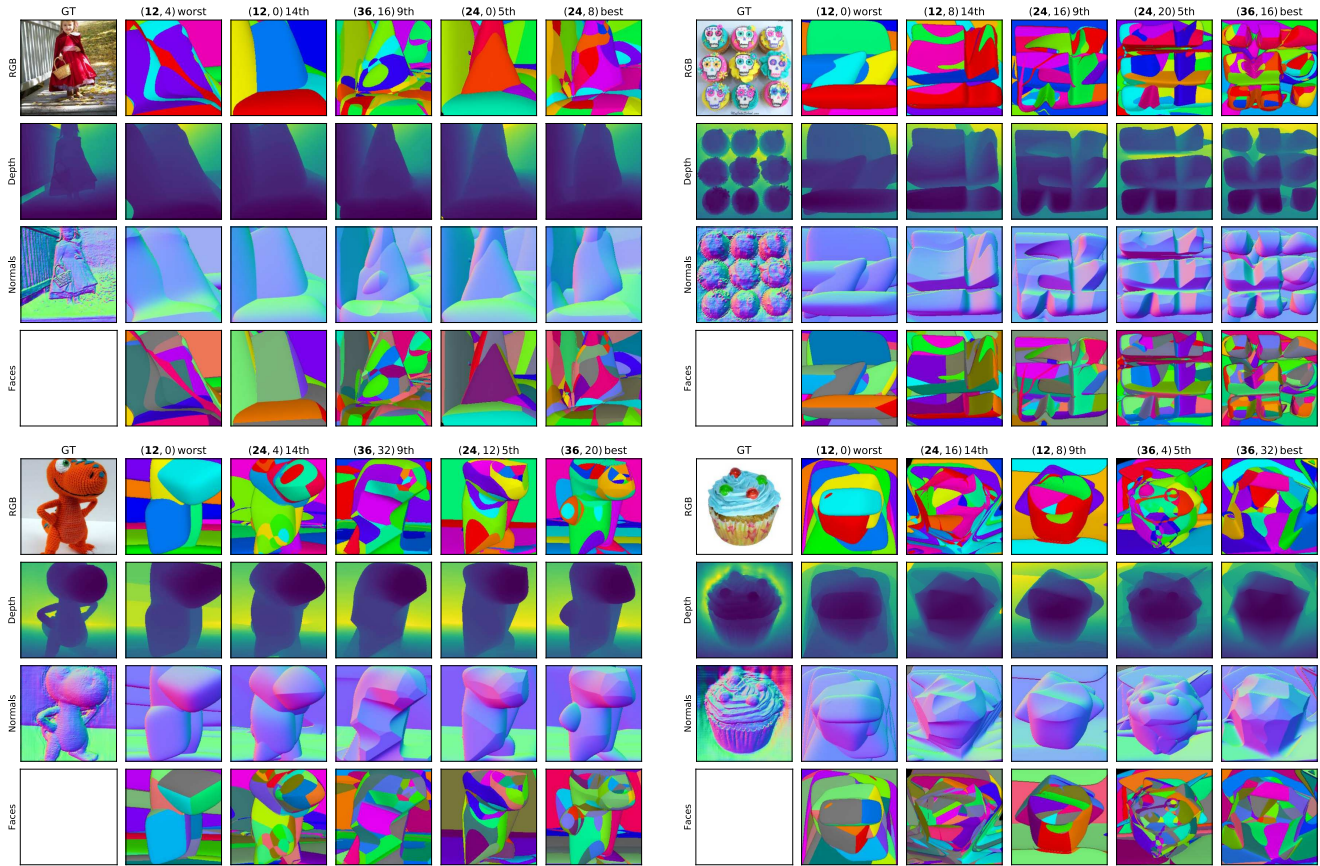 GT (12, 4) worst (12, 0) 14th (36, 16) 9th (24, 0) 5th (24, 8) best
RGB
Depth
Normals
Faces
GT (12, 0) worst (12, 8) 14th (24, 16) 9th (24, 20) 5th (36, 16) best
RGB
Depth
Normals
Faces
GT (12, 0) worst (24, 4) 14th (36, 32) 9th (24, 12) 5th (36, 20) best
RGB
Depth
Normals
Faces
GT (12, 0) worst (24, 16) 14th (12, 8) 9th (36, 4) 5th (36, 32) best
RGB
Depth
Normals
Faces